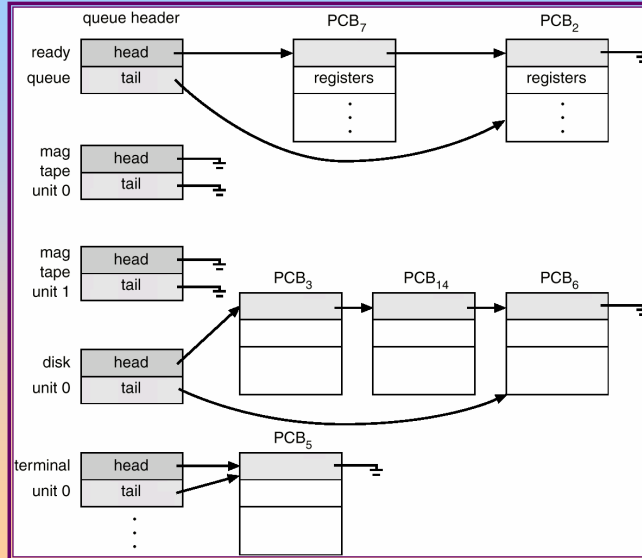 queue header
PCB7
PCB2
ready
head
queue
tail
registers
registers
mag
tape
unit 0
head
tail
mag
tape
unit 1
head
tail
PCB3
PCB14
PCB6
disk
unit 0
head
tail
PCB5
terminal
unit 0
head
tail